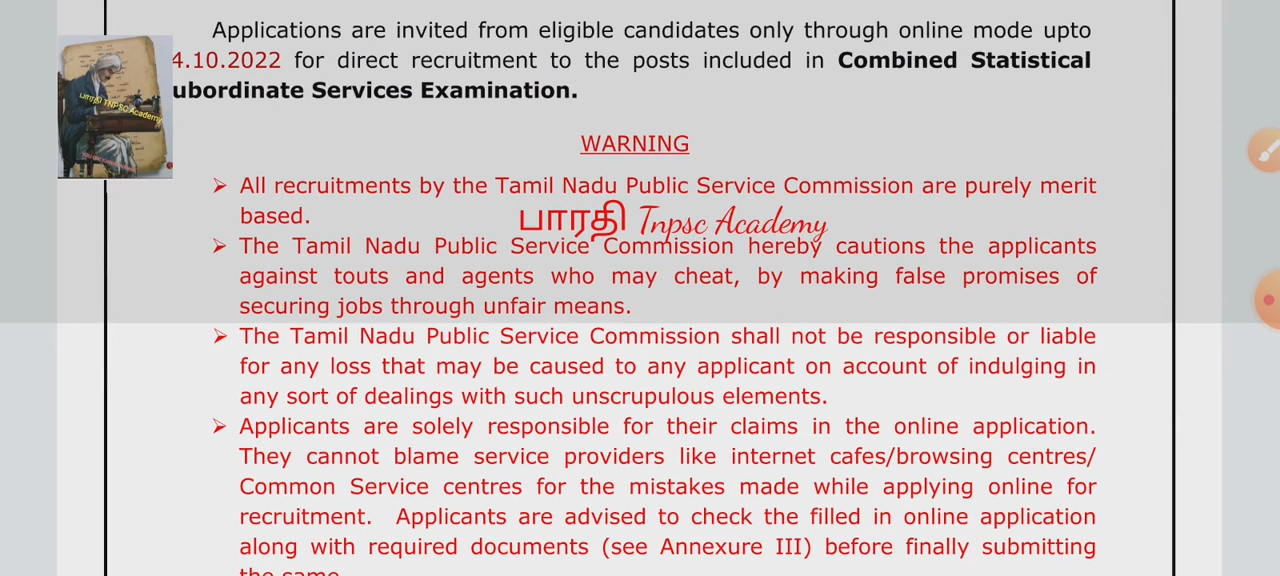 Applications are invited from eligible candidates only through online mode upto
4.10.2022 for direct recruitment to the posts included in Combined Statistical
ubordinate Services Examination.
பாரதி TNPSC Academy
WARNING
➢ All recruitments by the Tamil Nadu Public Service Commission are purely merit
based.
பாரதி Tnpsc Academy
➢ The Tamil Nadu Public Service Commission hereby cautions the applicants
against touts and agents who may cheat, by making false promises of
securing jobs through unfair means.
➢ The Tamil Nadu Public Service Commission shall not be responsible or liable
for any loss that may be caused to any applicant on account of indulging in
any sort of dealings with such unscrupulous elements.
➢ Applicants are solely responsible for their claims in the online application.
They cannot blame service providers like internet cafes/browsing centres/
Common Service centres for the mistakes made while applying online for
recruitment. Applicants are advised to check the filled in online application
along with required documents (see Annexure III) before finally submitting
the same